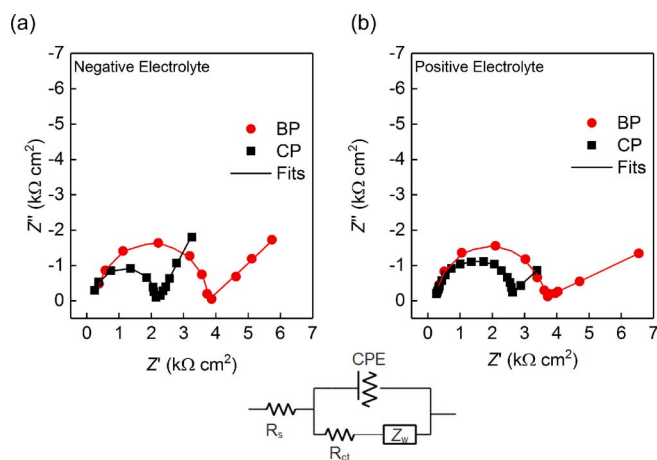 (a)
Negative Electrolyte
-7
-6
-5
-4
-3
-2
-1
0
Z'' (kΩ cm²)
BP
CP
Fits
0 1 2 3 4 5 6 7
Z' (kΩ cm²)
(b)
Positive Electrolyte
-7
-6
-5
-4
-3
-2
-1
0
Z'' (kΩ cm²)
BP
CP
Fits
0 1 2 3 4 5 6 7
Z' (kΩ cm²)
CPE
Rs
Rct
Zw